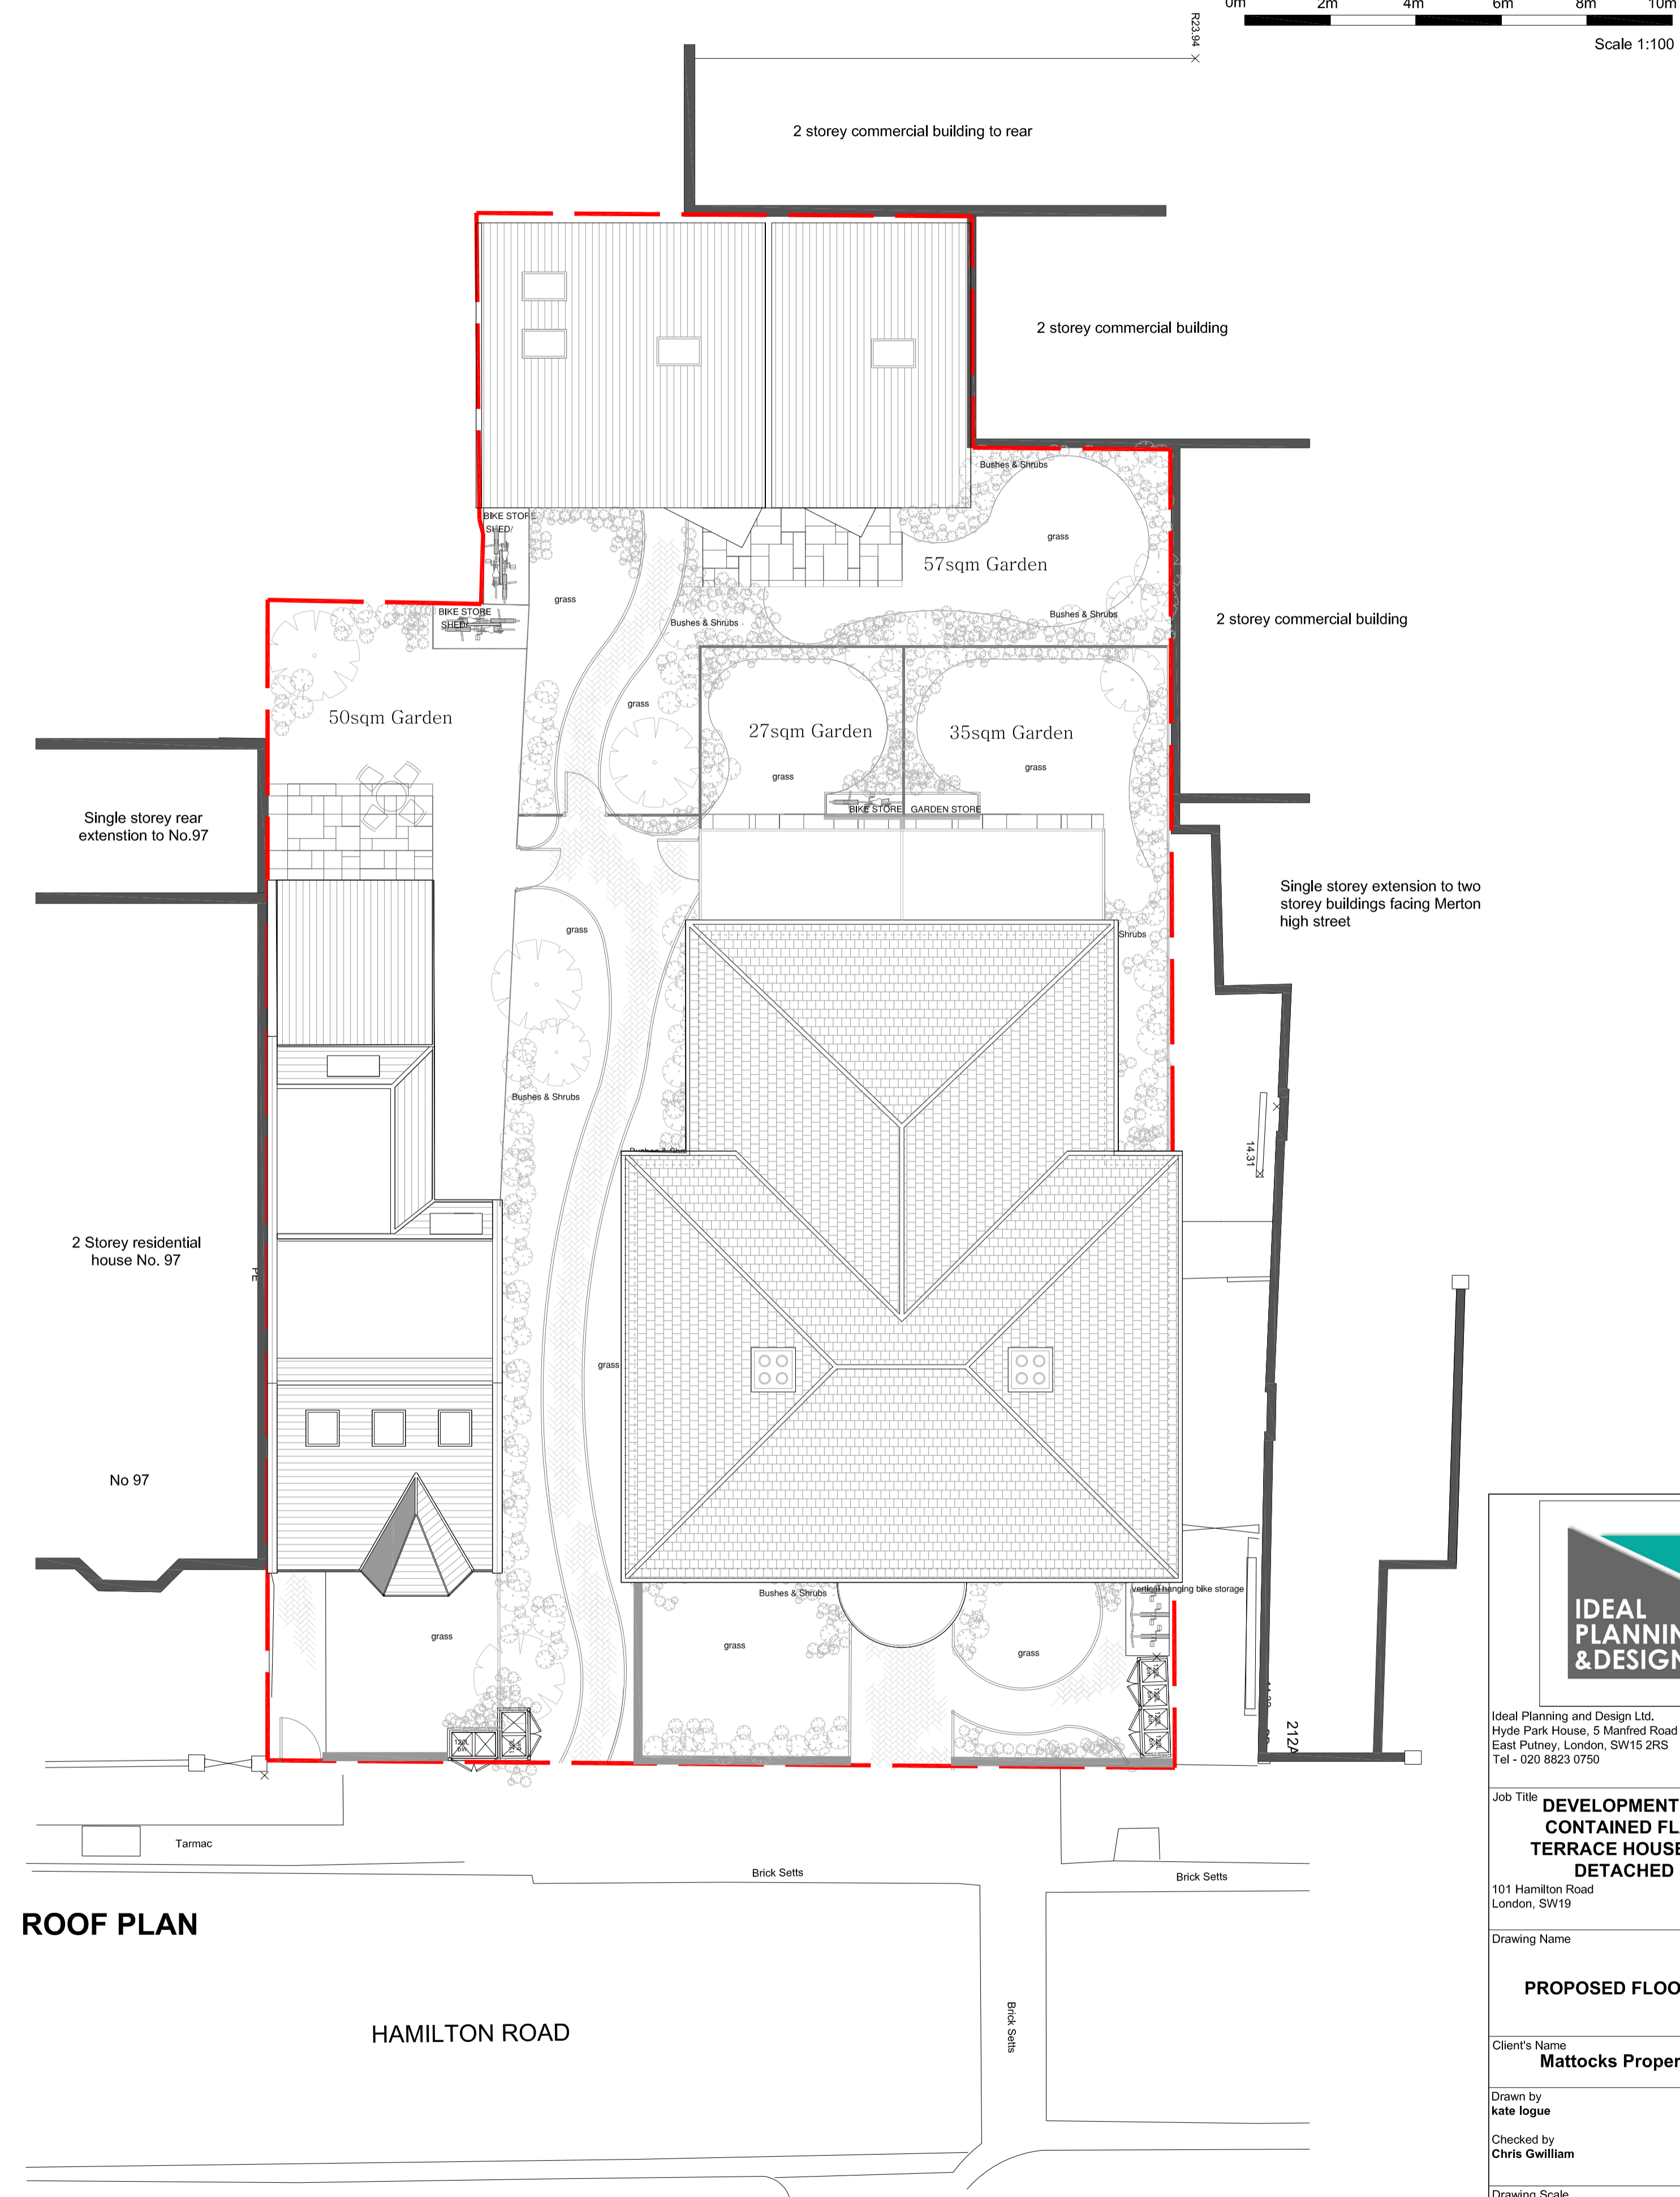 0m 2m 4m 6m 8m 10m
Scale 1:100
R23.94
2 storey commercial building to rear
2 storey commercial building
Bushes & Shrubs
BIKE STORE
SHED/
grass
57sqm Garden
grass
BIKE STORE
SHED/
Bushes & Shrubs
Bushes & Shrubs
2 storey commercial building
50sqm Garden
grass
27sqm Garden
35sqm Garden
grass
grass
BIKE STORE
GARDEN STORE
Single storey rear
extenstion to No.97
Single storey extension to two
storey buildings facing Merton
high street
grass
Shrubs
Bushes & Shrubs
14.31
2 Storey residential
house No. 97
grass
No 97
Bushes & Shrubs
vertical hanging bike storage
grass
grass
grass
212A
Tarmac
Brick Setts
Brick Setts
ROOF PLAN
HAMILTON ROAD
Brick Setts
IDEAL
PLANNIN
&DESIGN
Ideal Planning and Design Ltd.
Hyde Park House, 5 Manfred Road
East Putney, London, SW15 2RS
Tel - 020 8823 0750
Job Title
DEVELOPMENT
CONTAINED FL
TERRACE HOUSE
DETACHED
101 Hamilton Road
London, SW19
Drawing Name
PROPOSED FLOO
Client's Name
Mattocks Proper
Drawn by
kate logue
Checked by
Chris Gwilliam
Drawing Scale